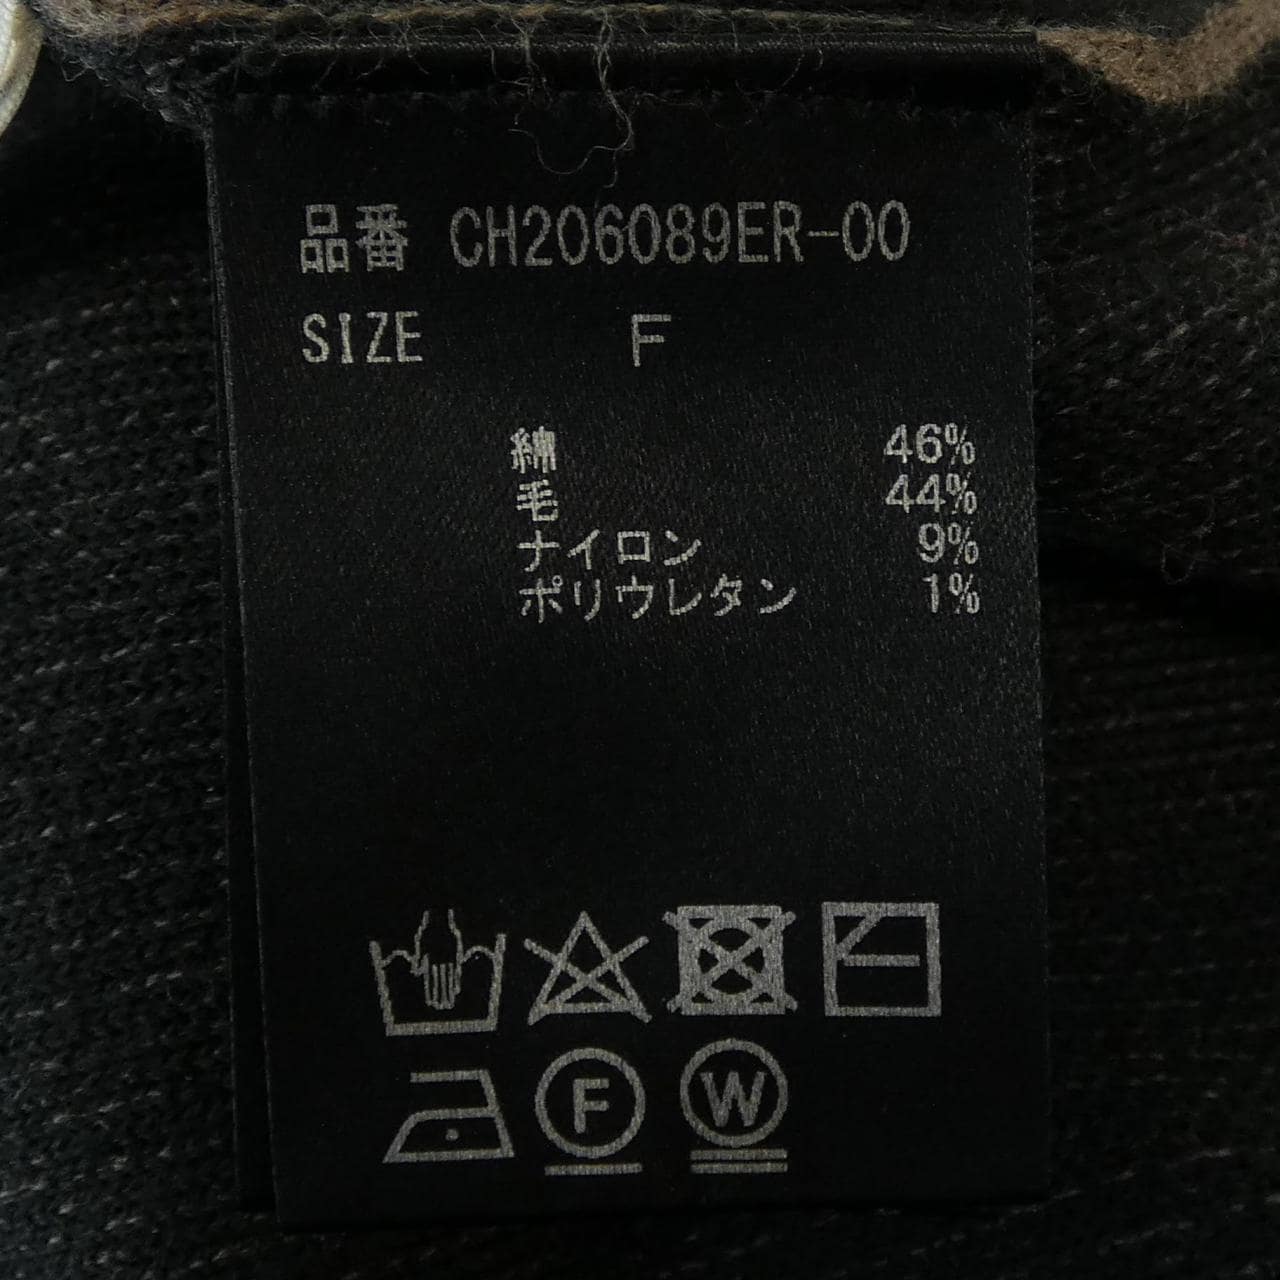 品番 CH206089ER-00
SIZE F
綿 46%
毛 44%
ナイロン 9%
ポリウレタン 1%
F W